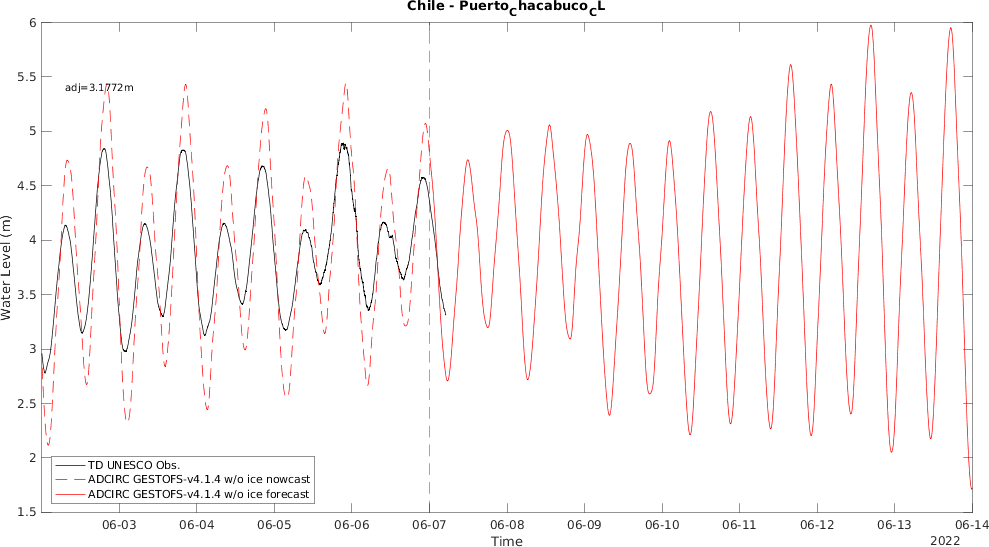 Chile - Puerto_Chacabuco_CL
adj=3.1772m
Water Level (m)
6
5.5
5
4.5
4
3.5
3
2.5
2
1.5
TD UNESCO Obs.
ADCIRC GESTOFS-v4.1.4 w/o ice nowcast
ADCIRC GESTOFS-v4.1.4 w/o ice forecast
06-03 06-04 06-05 06-06 06-07 06-08 06-09 06-10 06-11 06-12 06-13 06-14
Time
2022